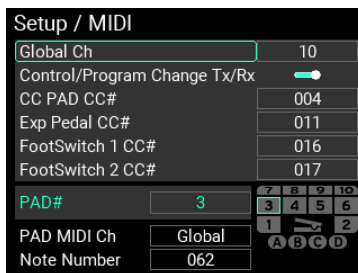 Setup / MIDI
Global Ch 10
Control/Program Change Tx/Rx
CC PAD CC# 004
Exp Pedal CC# 011
FootSwitch 1 CC# 016
FootSwitch 2 CC# 017
PAD# 3
7 8 9 10
3 4 5 6
1 2
A B C D
PAD MIDI Ch Global
Note Number 062